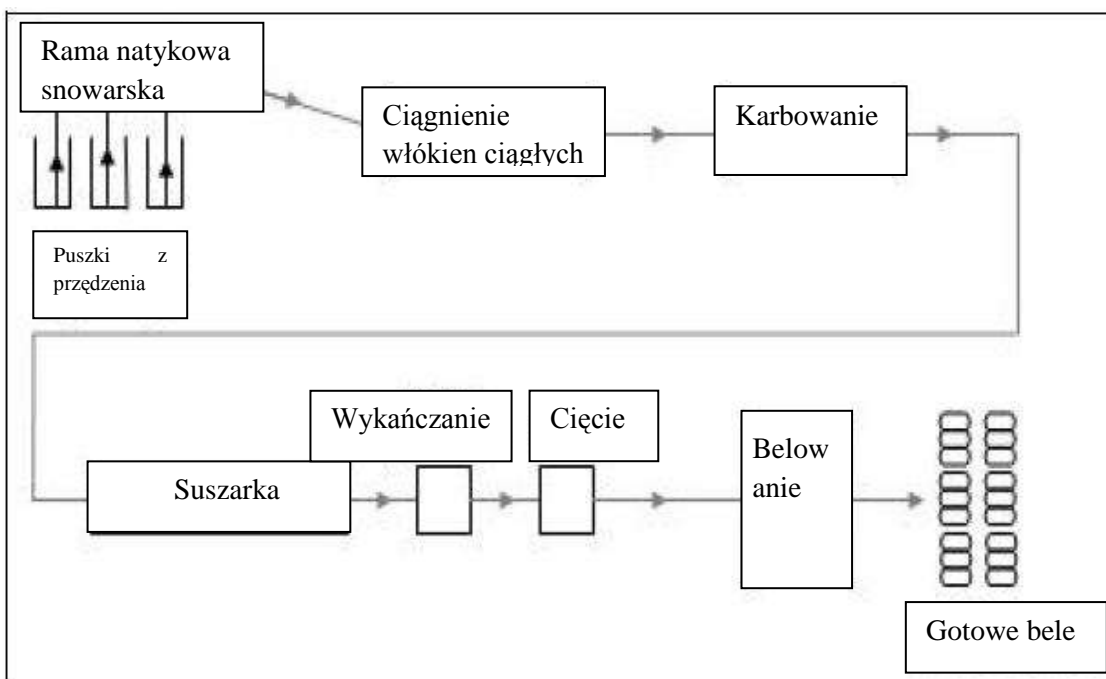 Rama natykowa
snowarska
Ciągnienie
włókien ciągłych
Karbowanie
Puszki z
przędzenia
Wykańczanie
Cięcie
Suszarka
Below
anie
Gotowe bele